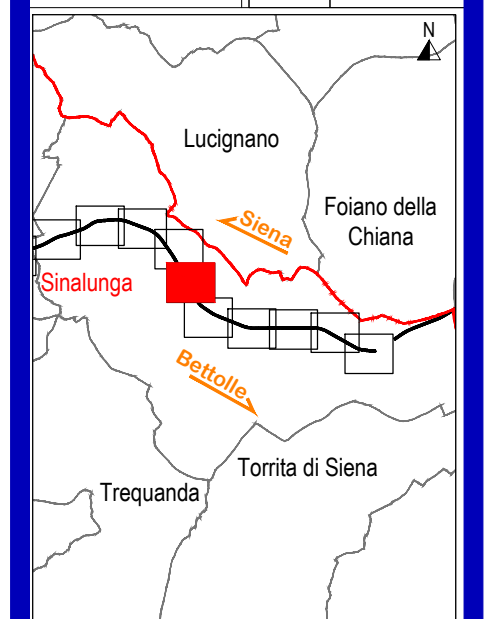 N
Lucignano
Siena
Foiano della
Chiana
Sinalunga
Bettolle
Torrita di Siena
Trequanda